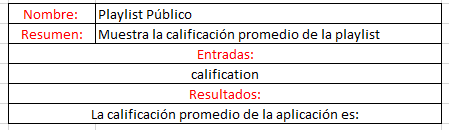 Nombre: Playlist Público
Resumen: Muestra la calificación promedio de la playlist
Entradas:
calification
Resultados:
La calificación promedio de la aplicación es: